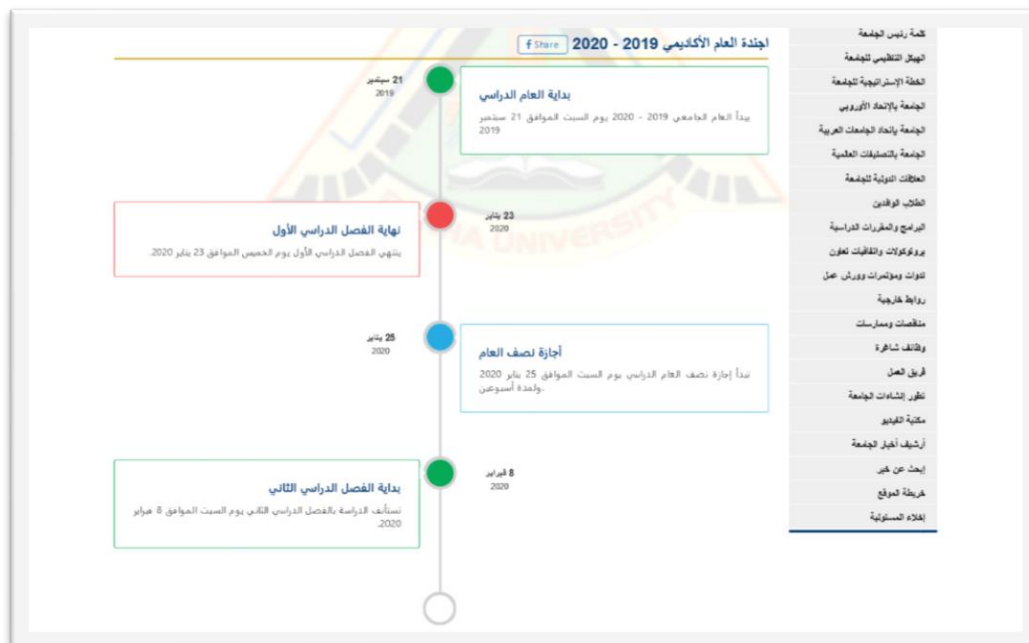 اجندة العام الأكاديمي 2019 - 2020
Share
21 سبتمبر
2019
بداية العام الدراسي
يبدأ العام الجامعي 2019 - 2020 يوم السبت الموافق 21 سبتمبر
2019
23 يناير
2020
نهاية الفصل الدراسي الأول
ينتهي الفصل الدراسي الأول يوم الخميس الموافق 23 يناير 2020.
25 يناير
2020
أجازة نصف العام
تبدأ إجازة نصف العام الدراسي يوم السبت الموافق 25 يناير 2020
ولمدة أسبوعين.
8 فبراير
2020
بداية الفصل الدراسي الثاني
تستأنف الدراسة بالفصل الدراسي الثاني يوم السبت الموافق 8 فبراير
2020.
كلمة رئيس الجامعة
الهيكل التنظيمي للجامعة
الخطة الإستراتيجية للجامعة
الجامعة بالإتحاد الأوروبي
الجامعة بإتحاد الجامعات العربية
الجامعة بالتصنيفات العالمية
العلاقات الدولية للجامعة
الطلاب الوافدين
البرامج والمقررات الدراسية
بروتوكولات واتفاقيات تعاون
ندوات ومؤتمرات وورش عمل
روابط خارجية
مناقصات وممارسات
وظائف شاغرة
فريق العمل
تطور إنشاءات الجامعة
مكتبة الفيديو
أرشيف أخبار الجامعة
إبحث عن خبر
خريطة الموقع
إخلاء المسئولية
IA UNIVERSITY